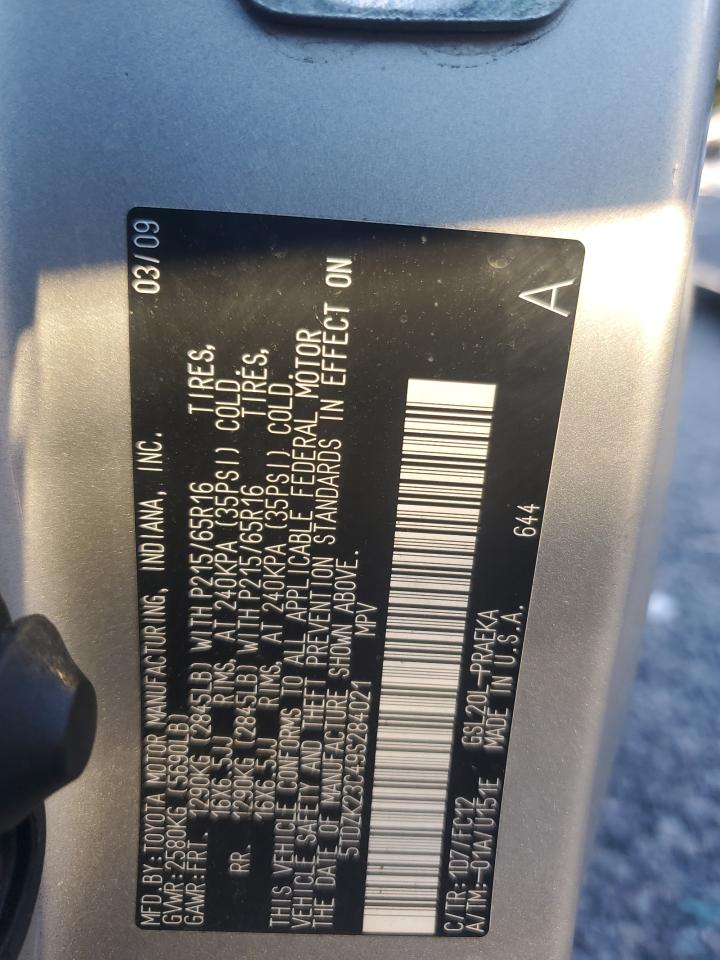 MFD.BY:TOYOTA MOTOR MANUFACTURING, INDIANA, INC. 03/09
GVWR:2580KG (5690LB)
GAWR:FRT. 1290KG (2845LB) WITH P215/65R16 TIRES,
16X6.5JJ RIMS, AT 240KPA (35PSI) COLD.
RR. 1290KG (2845LB) WITH P215/65R16 TIRES,
16X6.5JJ RIMS, AT 240KPA (35PSI) COLD.
THIS VEHICLE CONFORMS TO ALL APPLICABLE FEDERAL MOTOR
VEHICLE SAFETY AND THEFT PREVENTION STANDARDS IN EFFECT ON
THE DATE OF MANUFACTURE SHOWN ABOVE.
5TDZK23C49S284021 MPV
C/TR:1D7/FC12 GSL20L-PRAEKA 644 A
A/TM:-01A/U151E MADE IN U.S.A.